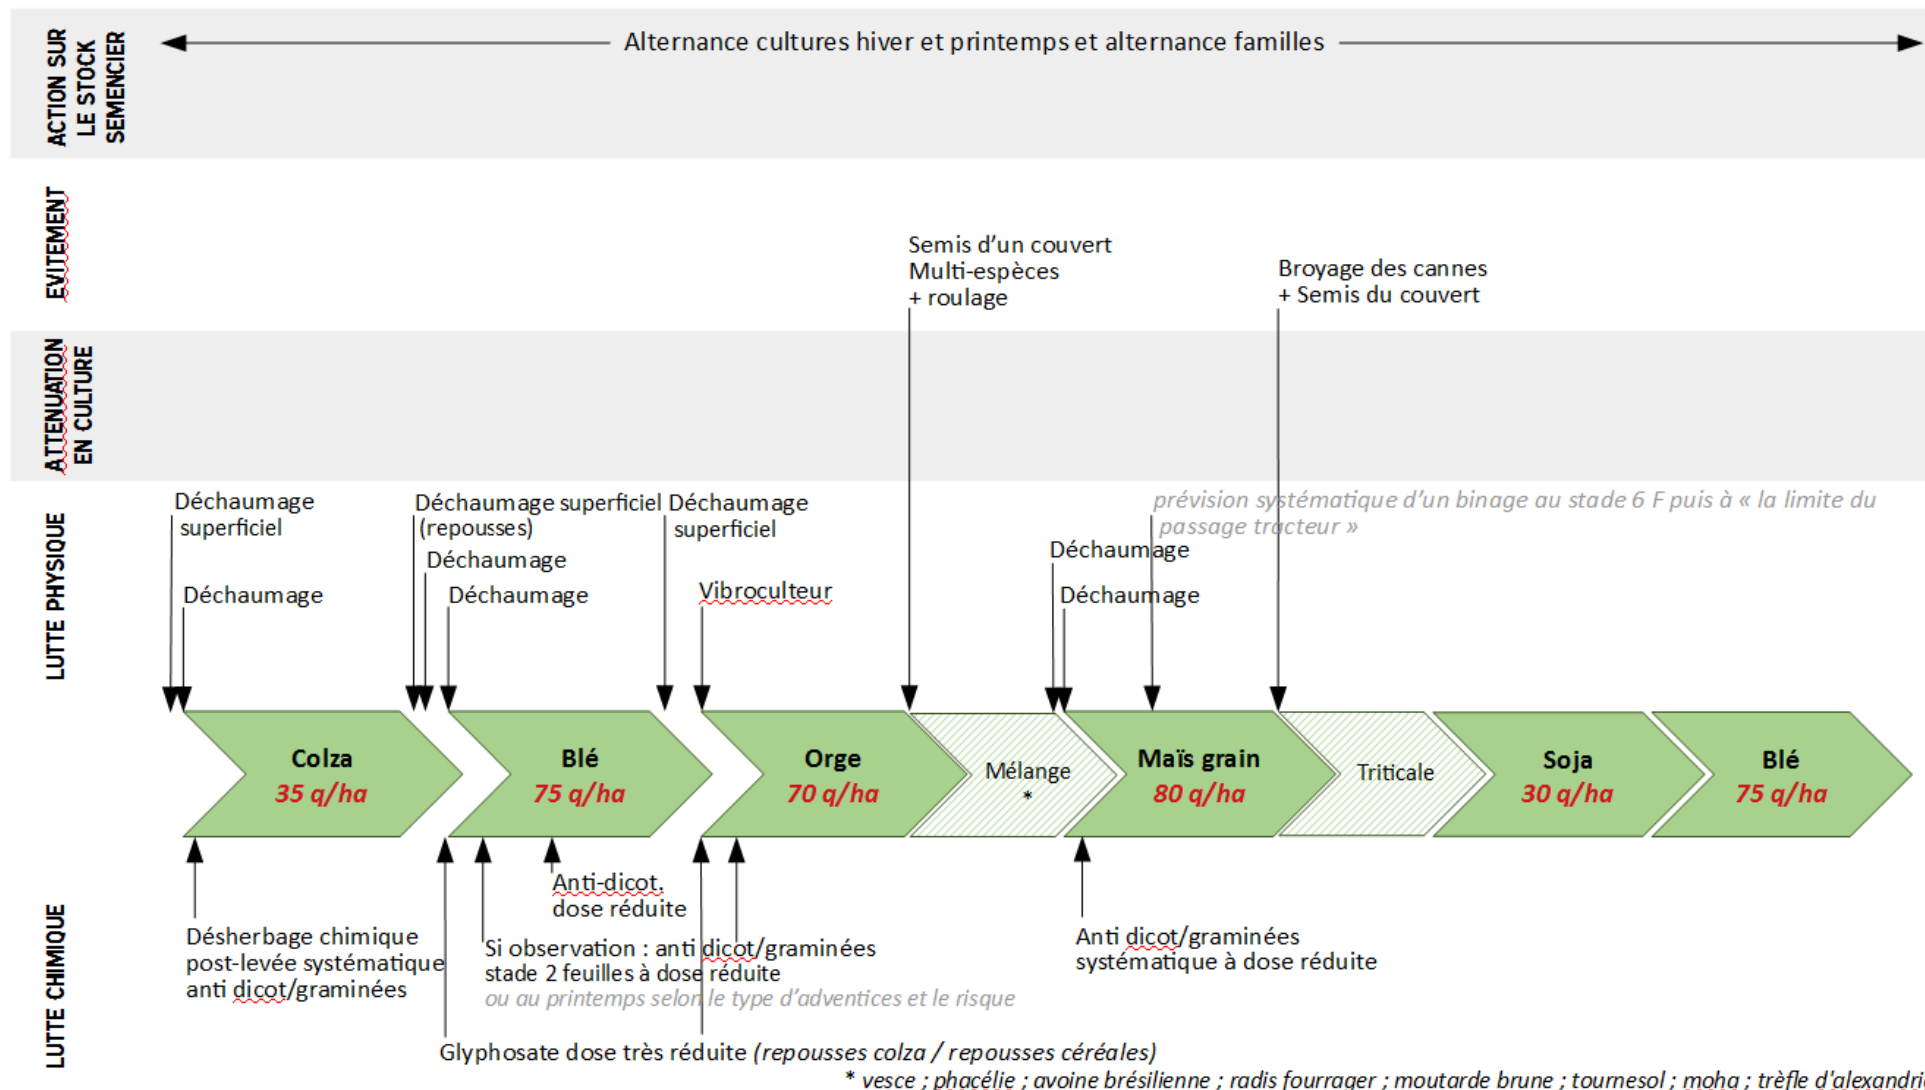 ACTION SUR
LE STOCK
SEMENCIER
Alternance cultures hiver et printemps et alternance familles
EVITEMENT
Semis d'un couvert
Multi-espèces
+ roulage
Broyage des cannes
+ Semis du couvert
ATTENUATION
EN CULTURE
LUTTE PHYSIQUE
Déchaumage
superficiel
Déchaumage
Déchaumage superficiel
(repousses)
Déchaumage
Déchaumage
Déchaumage
superficiel
Vibroculteur
Déchaumage
Déchaumage
prévision systématique d'un binage au stade 6 F puis à « la limite du
passage tracteur »
Colza
35 q/ha
Blé
75 q/ha
Orge
70 q/ha
Mélange
*
Maïs grain
80 q/ha
Triticale
Soja
30 q/ha
Blé
75 q/ha
LUTTE CHIMIQUE
Désherbage chimique
post-levée systématique
anti dicot/graminées
Anti-dicot.
dose réduite
Si observation : anti dicot/graminées
stade 2 feuilles à dose réduite
ou au printemps selon le type d'adventices et le risque
Anti dicot/graminées
systématique à dose réduite
Glyphosate dose très réduite (repousses colza / repousses céréales)
* vesce ; phacélie ; avoine brésilienne ; radis fourrager ; moutarde brune ; tournesol ; moha ; trèfle d'alexandri